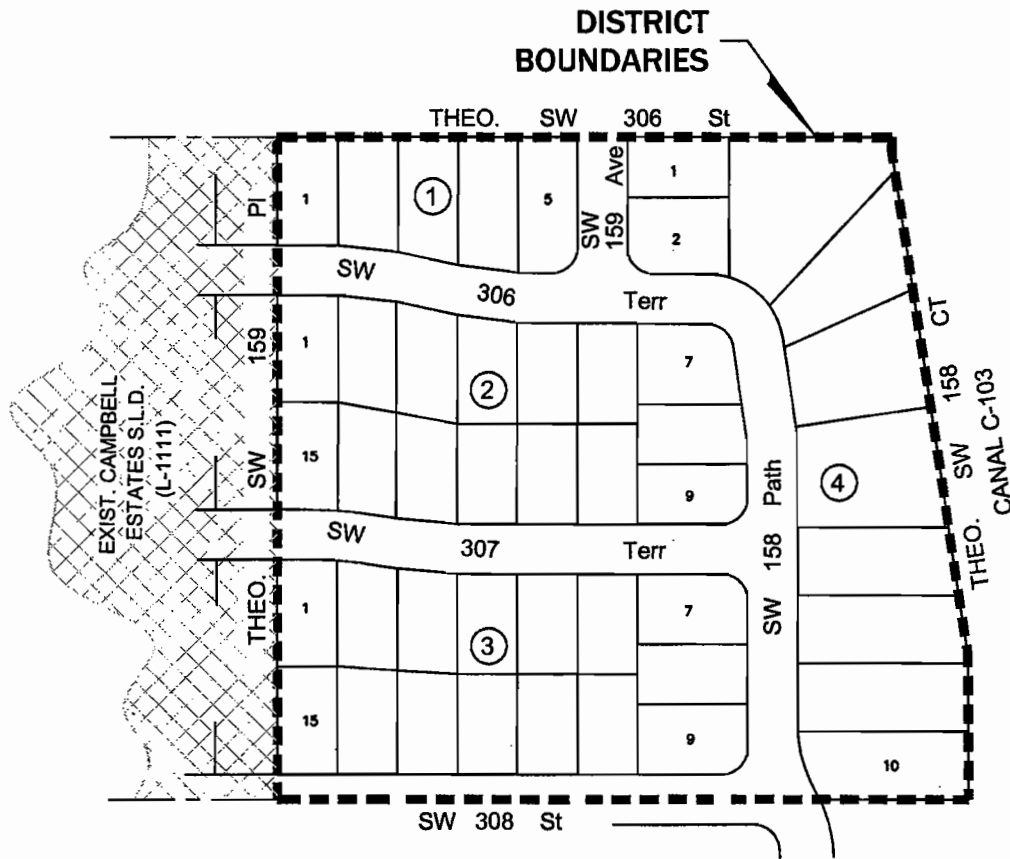 DISTRICT
BOUNDARIES
THEO. SW 306 St
SW 159 Ave
1
1
5
1
2
THEO. SW 159 Pl
SW 306 Terr
EXIST. CAMPBELL
ESTATES S.L.D.
(L-1111)
1
2
7
15
9
SW 158 Path
4
THEO. SW 158 CT
CANAL C-103
SW 307 Terr
1
3
7
15
9
10
SW 308 St